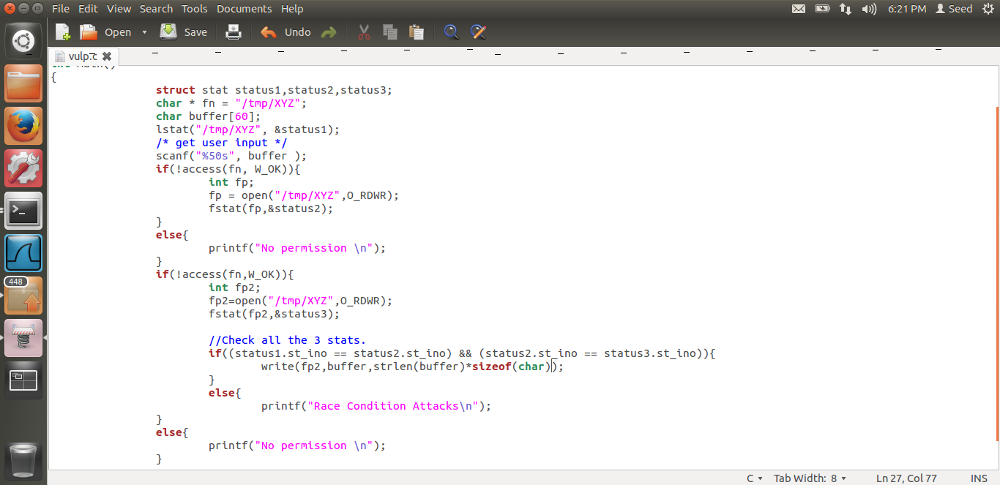 File Edit View Search Tools Documents Help 6:21 PM Seed
Open Save Undo
vulp.c
{
struct stat status1,status2,status3;
char * fn = "/tmp/XYZ";
char buffer[60];
lstat("/tmp/XYZ", &status1);
/* get user input */
scanf("%50s", buffer );
if(!access(fn, W_OK)){
int fp;
fp = open("/tmp/XYZ",O_RDWR);
fstat(fp,&status2);
}
else{
printf("No permission \n");
}
if(!access(fn,W_OK)){
int fp2;
fp2=open("/tmp/XYZ",O_RDWR);
fstat(fp2,&status3);
//Check all the 3 stats.
if((status1.st_ino == status2.st_ino) && (status2.st_ino == status3.st_ino)){
write(fp2,buffer,strlen(buffer)*sizeof(char));
}
else{
printf("Race Condition Attacks\n");
}
else{
printf("No permission \n");
}
448
C Tab Width: 8 Ln 27, Col 77 INS